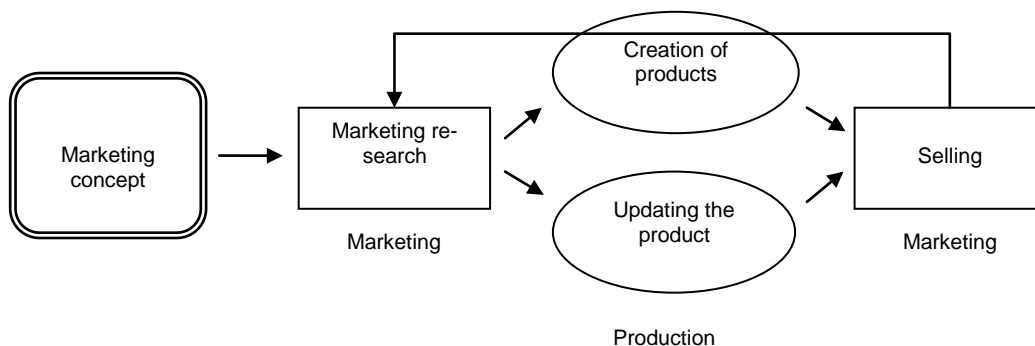 Marketing
concept
Marketing re-
search
Marketing
Creation of
products
Updating the
product
Production
Selling
Marketing